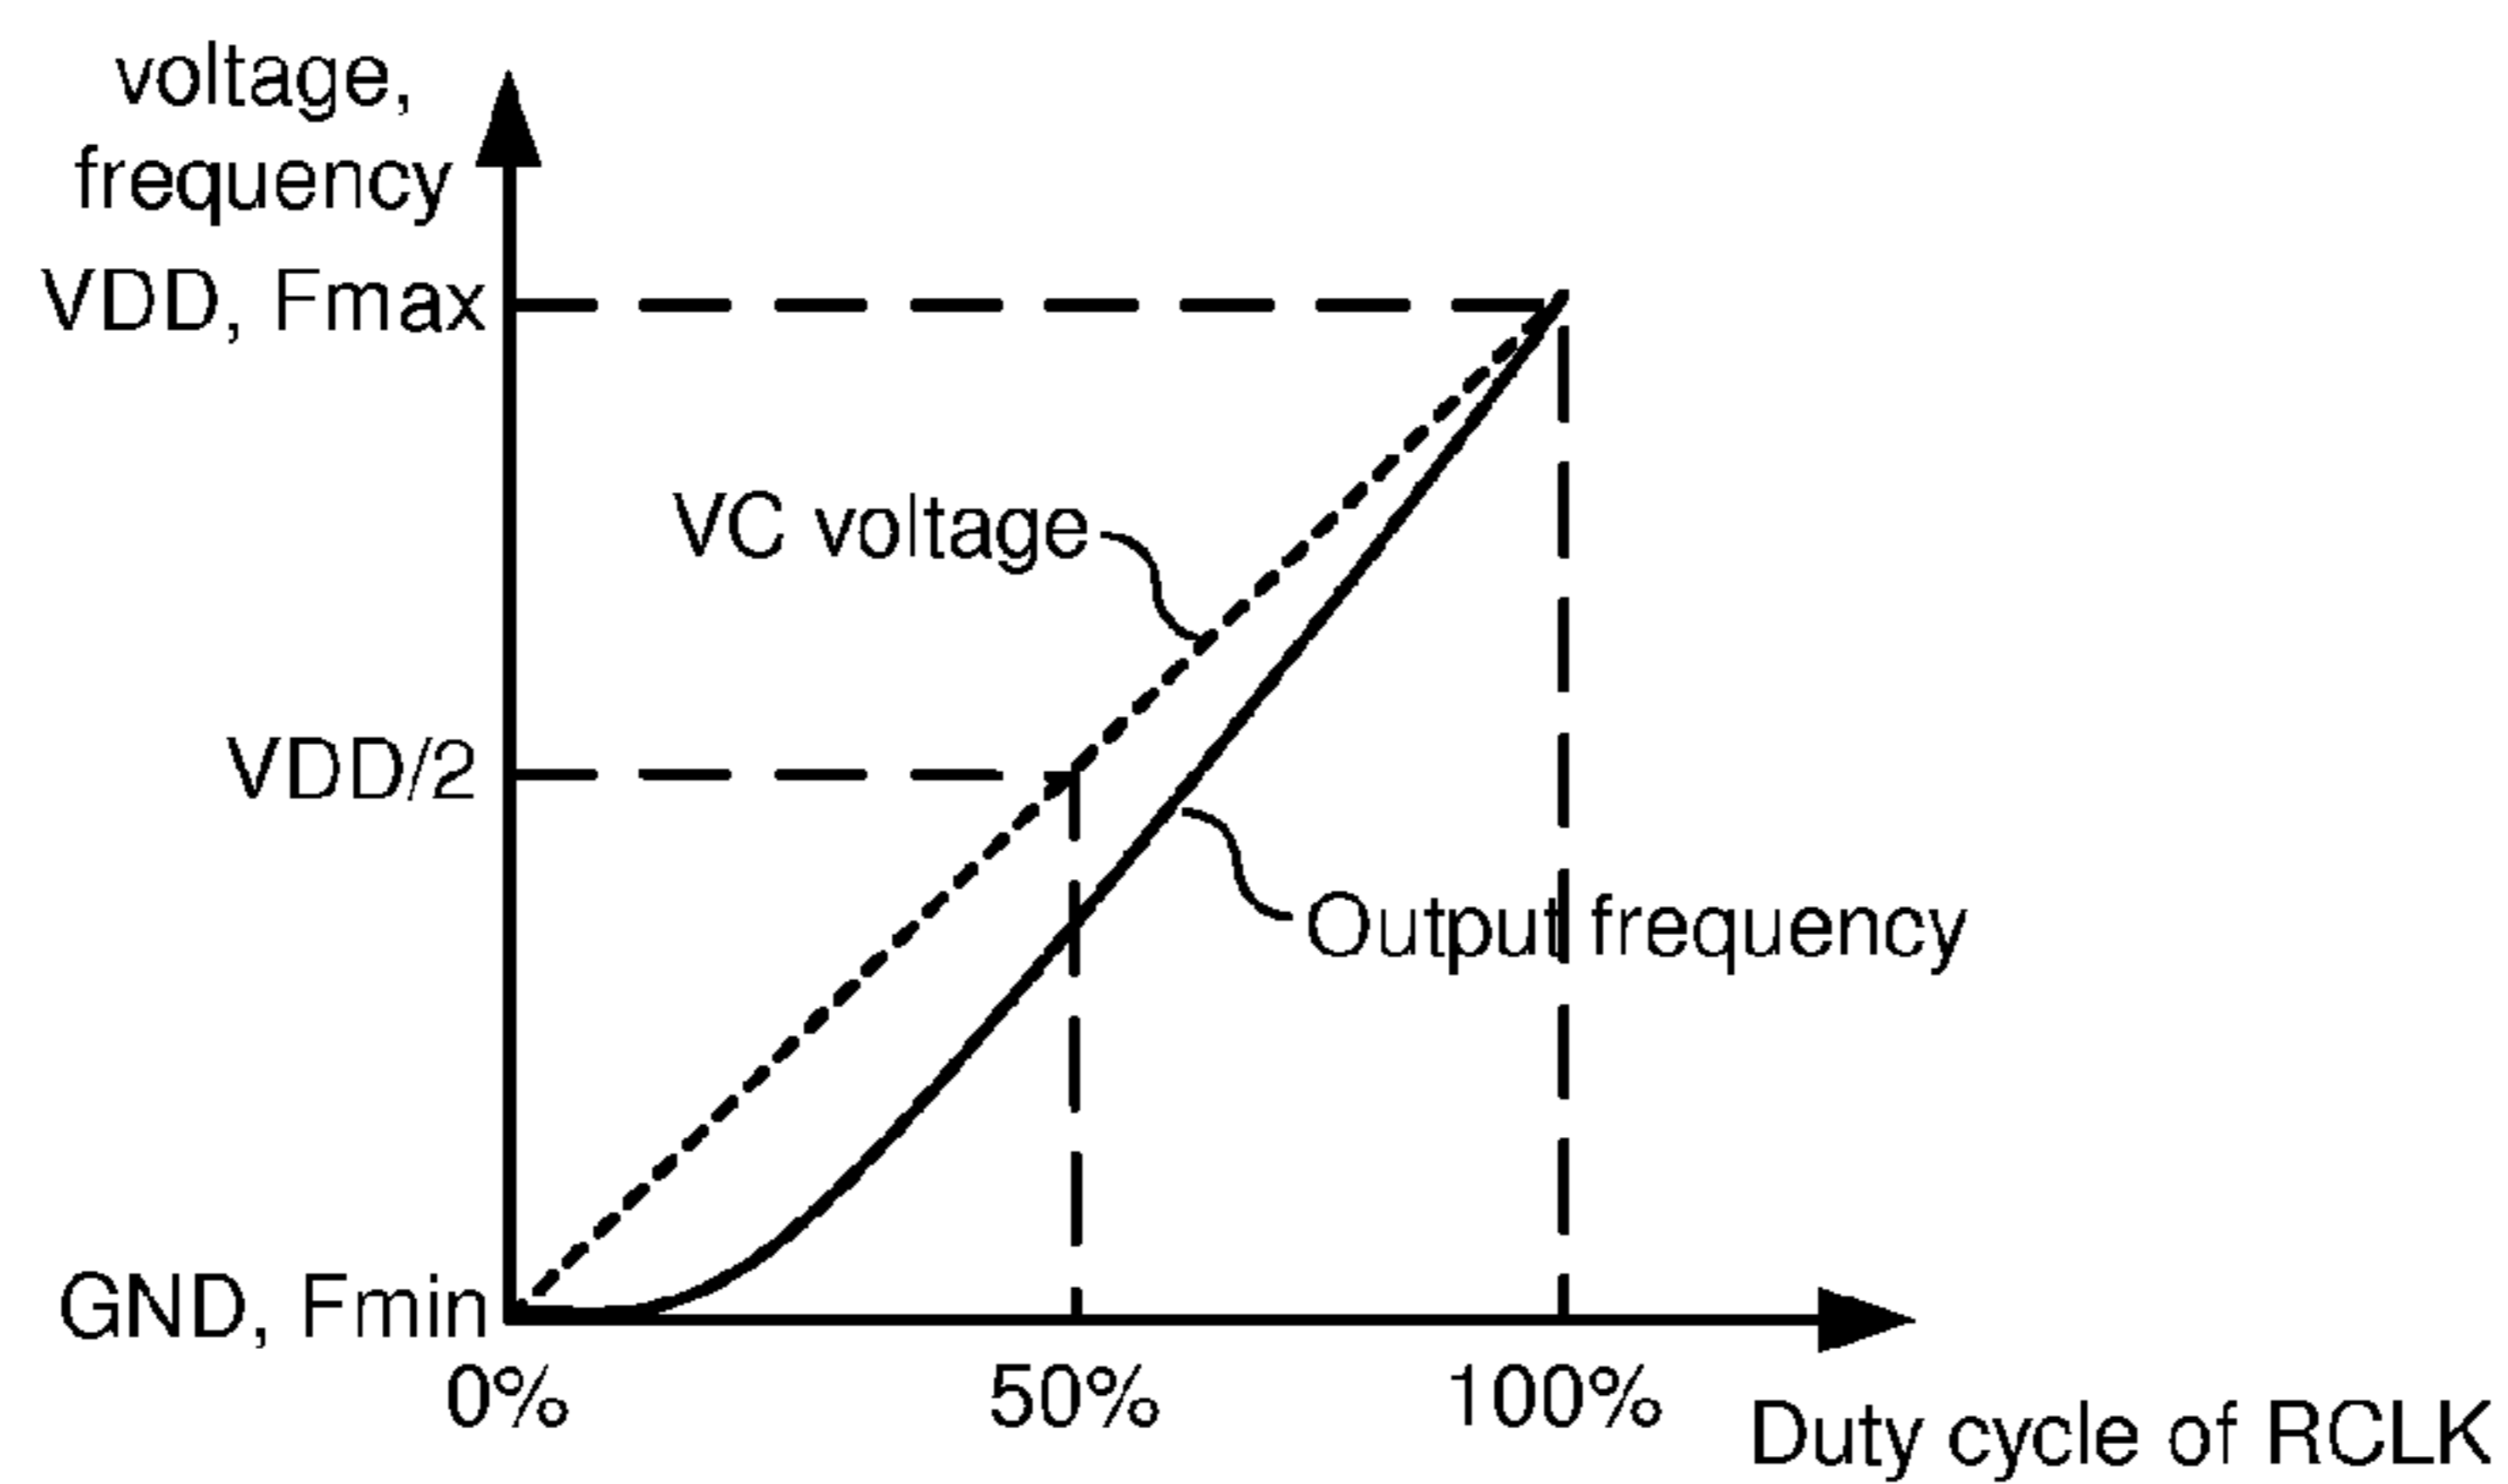 voltage,
frequency
VDD, Fmax
VC voltage
VDD/2
Output frequency
GND, Fmin
0%
50%
100%
Duty cycle of RCLK